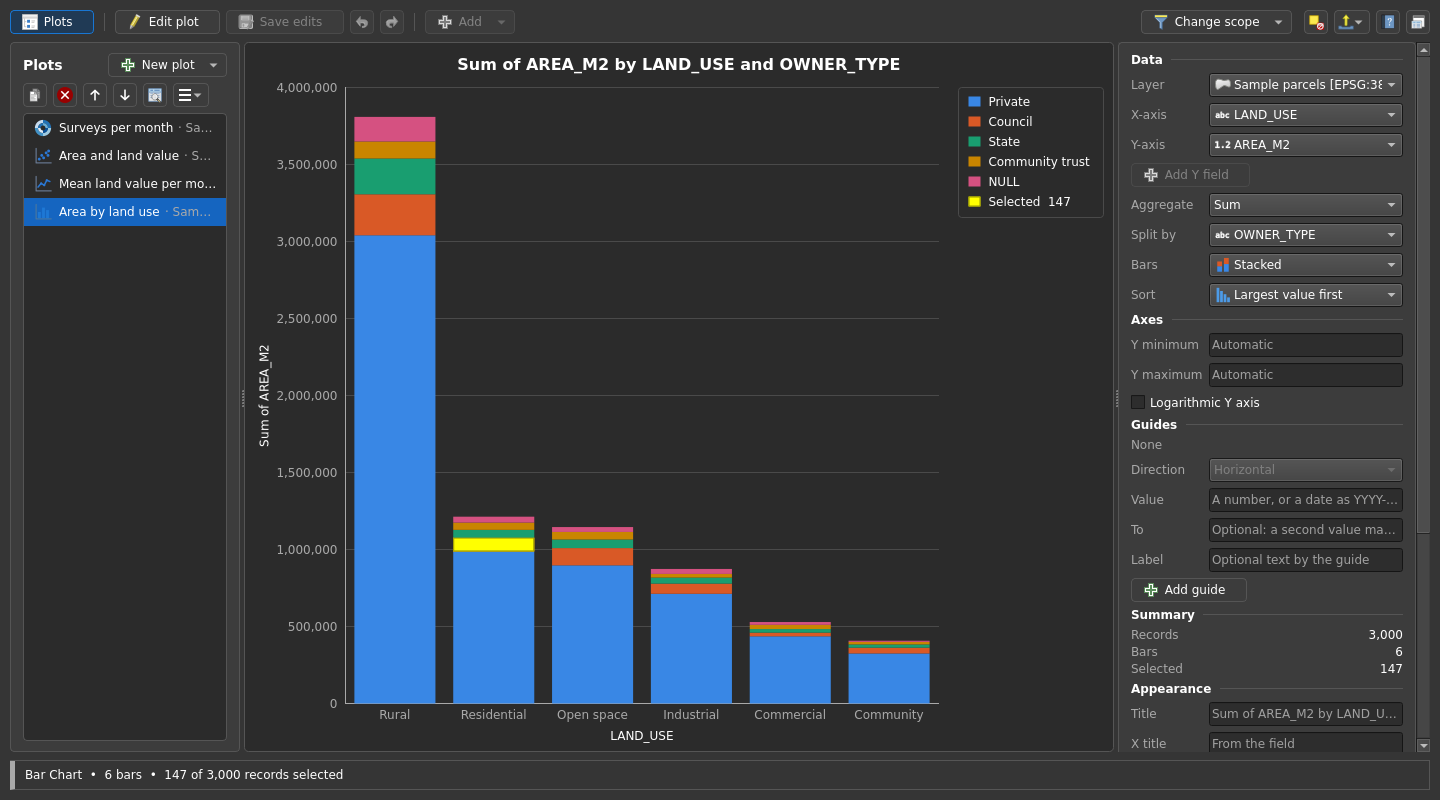 Plots
Edit plot
Save edits
Add
Change scope
Plots
New plot
Surveys per month · Sa…
Area and land value · S…
Mean land value per mo…
Area by land use · Sam…
Sum of AREA_M2 by LAND_USE and OWNER_TYPE
4,000,000
3,500,000
3,000,000
2,500,000
2,000,000
1,500,000
1,000,000
500,000
0
Sum of AREA_M2
Rural
Residential
Open space
Industrial
Commercial
Community
LAND_USE
Private
Council
State
Community trust
NULL
Selected 147
Data
Layer
Sample parcels [EPSG:38
X-axis
abc LAND_USE
Y-axis
1.2 AREA_M2
Add Y field
Aggregate
Sum
Split by
abc OWNER_TYPE
Bars
Stacked
Sort
Largest value first
Axes
Y minimum
Automatic
Y maximum
Automatic
Logarithmic Y axis
Guides
None
Direction
Horizontal
Value
A number, or a date as YYYY-…
To
Optional: a second value ma…
Label
Optional text by the guide
Add guide
Summary
Records 3,000
Bars 6
Selected 147
Appearance
Title
Sum of AREA_M2 by LAND_U…
X title
From the field
Bar Chart • 6 bars • 147 of 3,000 records selected